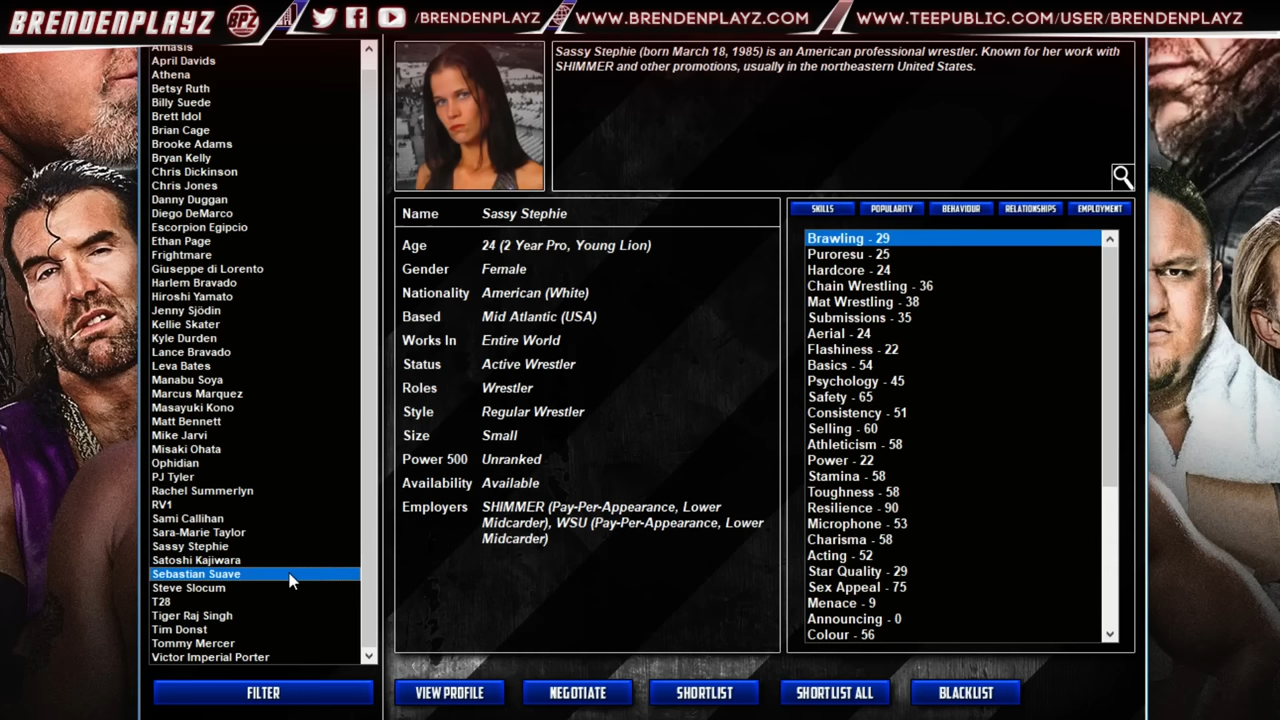 BRENDENPLAYZ BPZ /BRENDENPLAYZ WWW.BRENDENPLAYZ.COM WWW.TEEPUBLIC.COM/USER/BRENDENPLAYZ
April Davids
Athena
Betsy Ruth
Billy Suede
Brett Idol
Brian Cage
Brooke Adams
Bryan Kelly
Chris Dickinson
Chris Jones
Danny Duggan
Diego DeMarco
Escorpion Egipcio
Ethan Page
Frightmare
Giuseppe di Lorento
Harlem Bravado
Hiroshi Yamato
Jenny Sjödin
Kellie Skater
Kyle Durden
Lance Bravado
Leva Bates
Manabu Soya
Marcus Marquez
Masayuki Kono
Matt Bennett
Mike Jarvi
Misaki Ohata
Ophidian
PJ Tyler
Rachel Summerlyn
RV1
Sami Callihan
Sara-Marie Taylor
Sassy Stephie
Satoshi Kajiwara
Sebastian Suave
Steve Slocum
T28
Tiger Raj Singh
Tim Donst
Tommy Mercer
Victor Imperial Porter
FILTER
Sassy Stephie (born March 18, 1985) is an American professional wrestler. Known for her work with
SHIMMER and other promotions, usually in the northeastern United States.
Name Sassy Stephie
Age 24 (2 Year Pro, Young Lion)
Gender Female
Nationality American (White)
Based Mid Atlantic (USA)
Works In Entire World
Status Active Wrestler
Roles Wrestler
Style Regular Wrestler
Size Small
Power 500 Unranked
Availability Available
Employers SHIMMER (Pay-Per-Appearance, Lower
Midcarder), WSU (Pay-Per-Appearance, Lower
Midcarder)
SKILLS POPULARITY BEHAVIOUR RELATIONSHIPS EMPLOYMENT
Brawling - 29
Puroresu - 25
Hardcore - 24
Chain Wrestling - 36
Mat Wrestling - 38
Submissions - 35
Aerial - 24
Flashiness - 22
Basics - 54
Psychology - 45
Safety - 65
Consistency - 51
Selling - 60
Athleticism - 58
Power - 22
Stamina - 58
Toughness - 58
Resilience - 90
Microphone - 53
Charisma - 58
Acting - 52
Star Quality - 29
Sex Appeal - 75
Menace - 9
Announcing - 0
Colour - 56
VIEW PROFILE NEGOTIATE SHORTLIST SHORTLIST ALL BLACKLIST